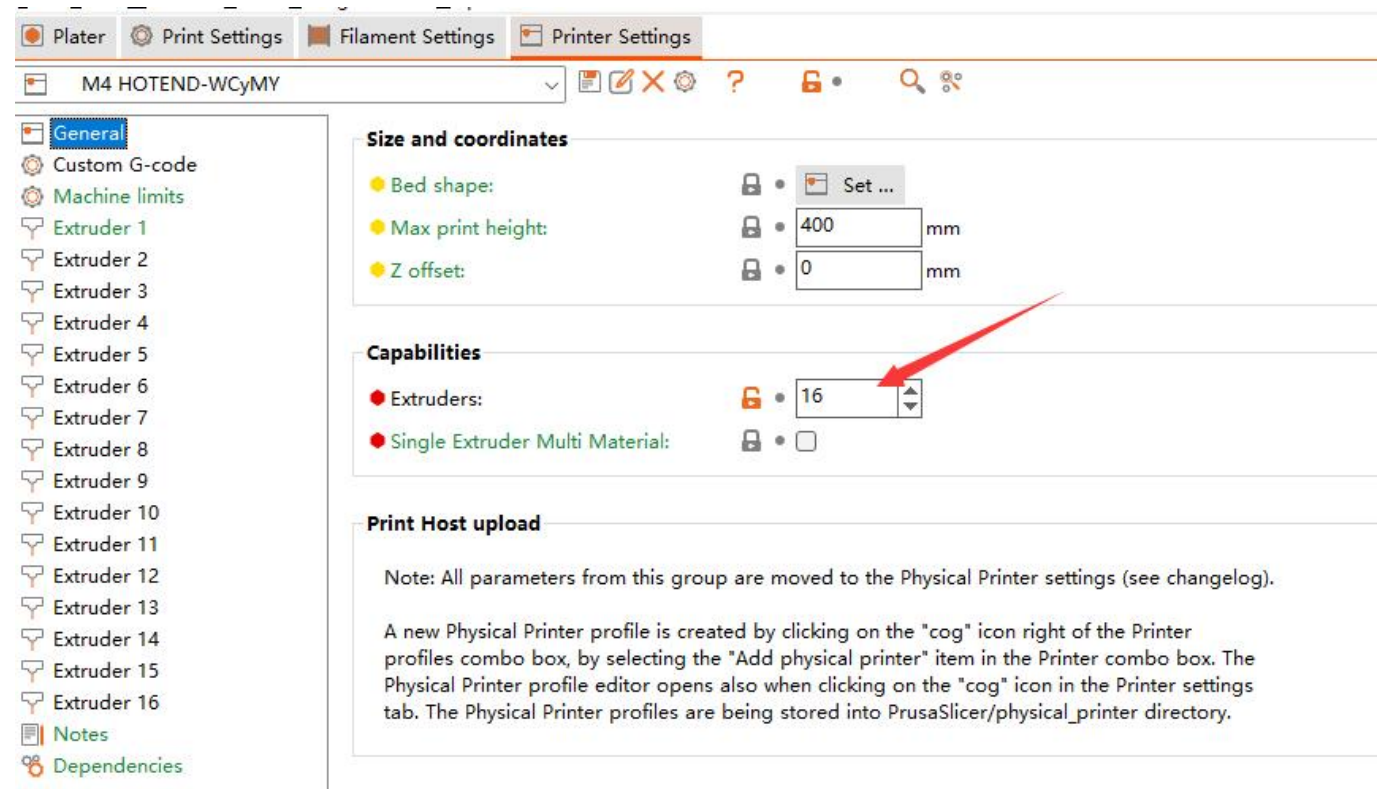 Plater Print Settings Filament Settings Printer Settings
M4 HOTEND-WCyMY
?
General
Custom G-code
Machine limits
Extruder 1
Extruder 2
Extruder 3
Extruder 4
Extruder 5
Extruder 6
Extruder 7
Extruder 8
Extruder 9
Extruder 10
Extruder 11
Extruder 12
Extruder 13
Extruder 14
Extruder 15
Extruder 16
Notes
Dependencies
Size and coordinates
Bed shape: Set ...
Max print height: 400 mm
Z offset: 0 mm
Capabilities
Extruders: 16
Single Extruder Multi Material:
Print Host upload
Note: All parameters from this group are moved to the Physical Printer settings (see changelog).
A new Physical Printer profile is created by clicking on the "cog" icon right of the Printer
profiles combo box, by selecting the "Add physical printer" item in the Printer combo box. The
Physical Printer profile editor opens also when clicking on the "cog" icon in the Printer settings
tab. The Physical Printer profiles are being stored into PrusaSlicer/physical_printer directory.